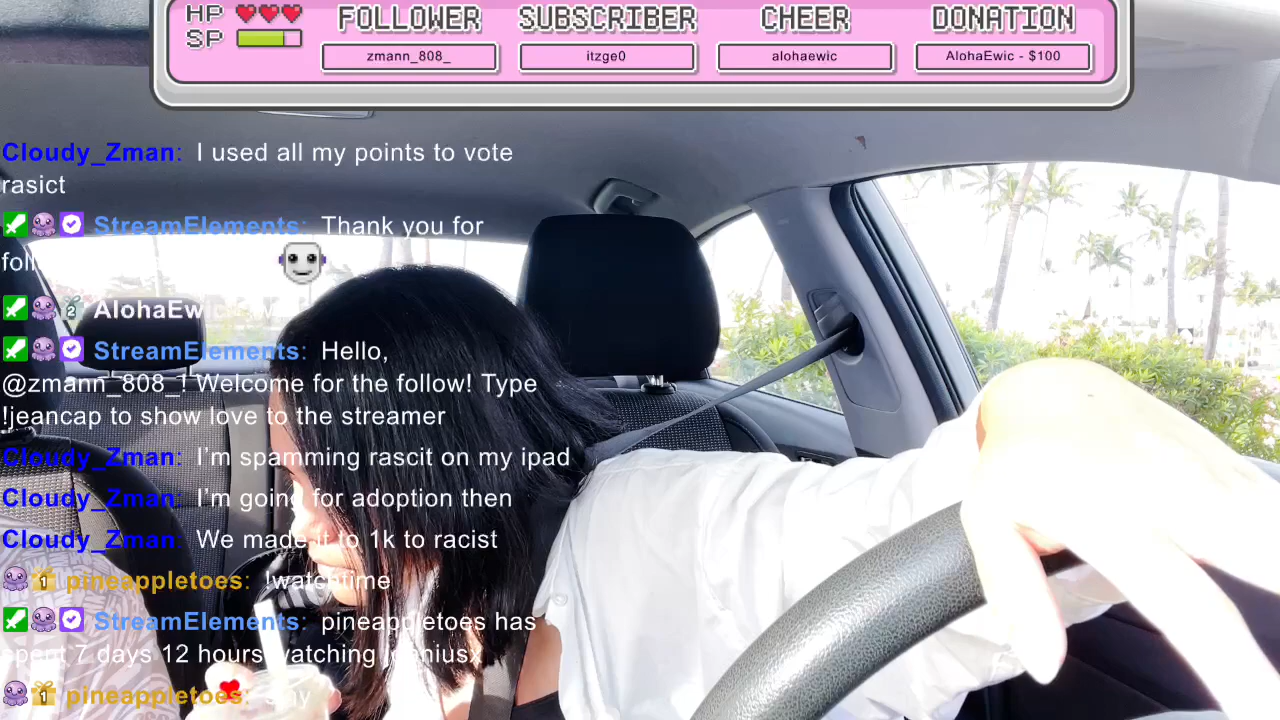 HP FOLLOWER SUBSCRIBER CHEER DONATION
SP zmann_808_ itzge0 alohaewic AlohaEwic - $100
Cloudy_Zman: I used all my points to vote
rasict
StreamElements: Thank you for
2 AlohaEwic
StreamElements: Hello,
@zmann_808_! Welcome for the follow! Type
!jeancap to show love to the streamer
Cloudy_Zman: I'm spamming rascit on my ipad
Cloudy_Zman: I'm going for adoption then
Cloudy_Zman: We made it to 1k to racist
1 pineappletoes: !watchtime
StreamElements: pineappletoes has
spent 7 days 12 hours watching
1 pineappletoes: